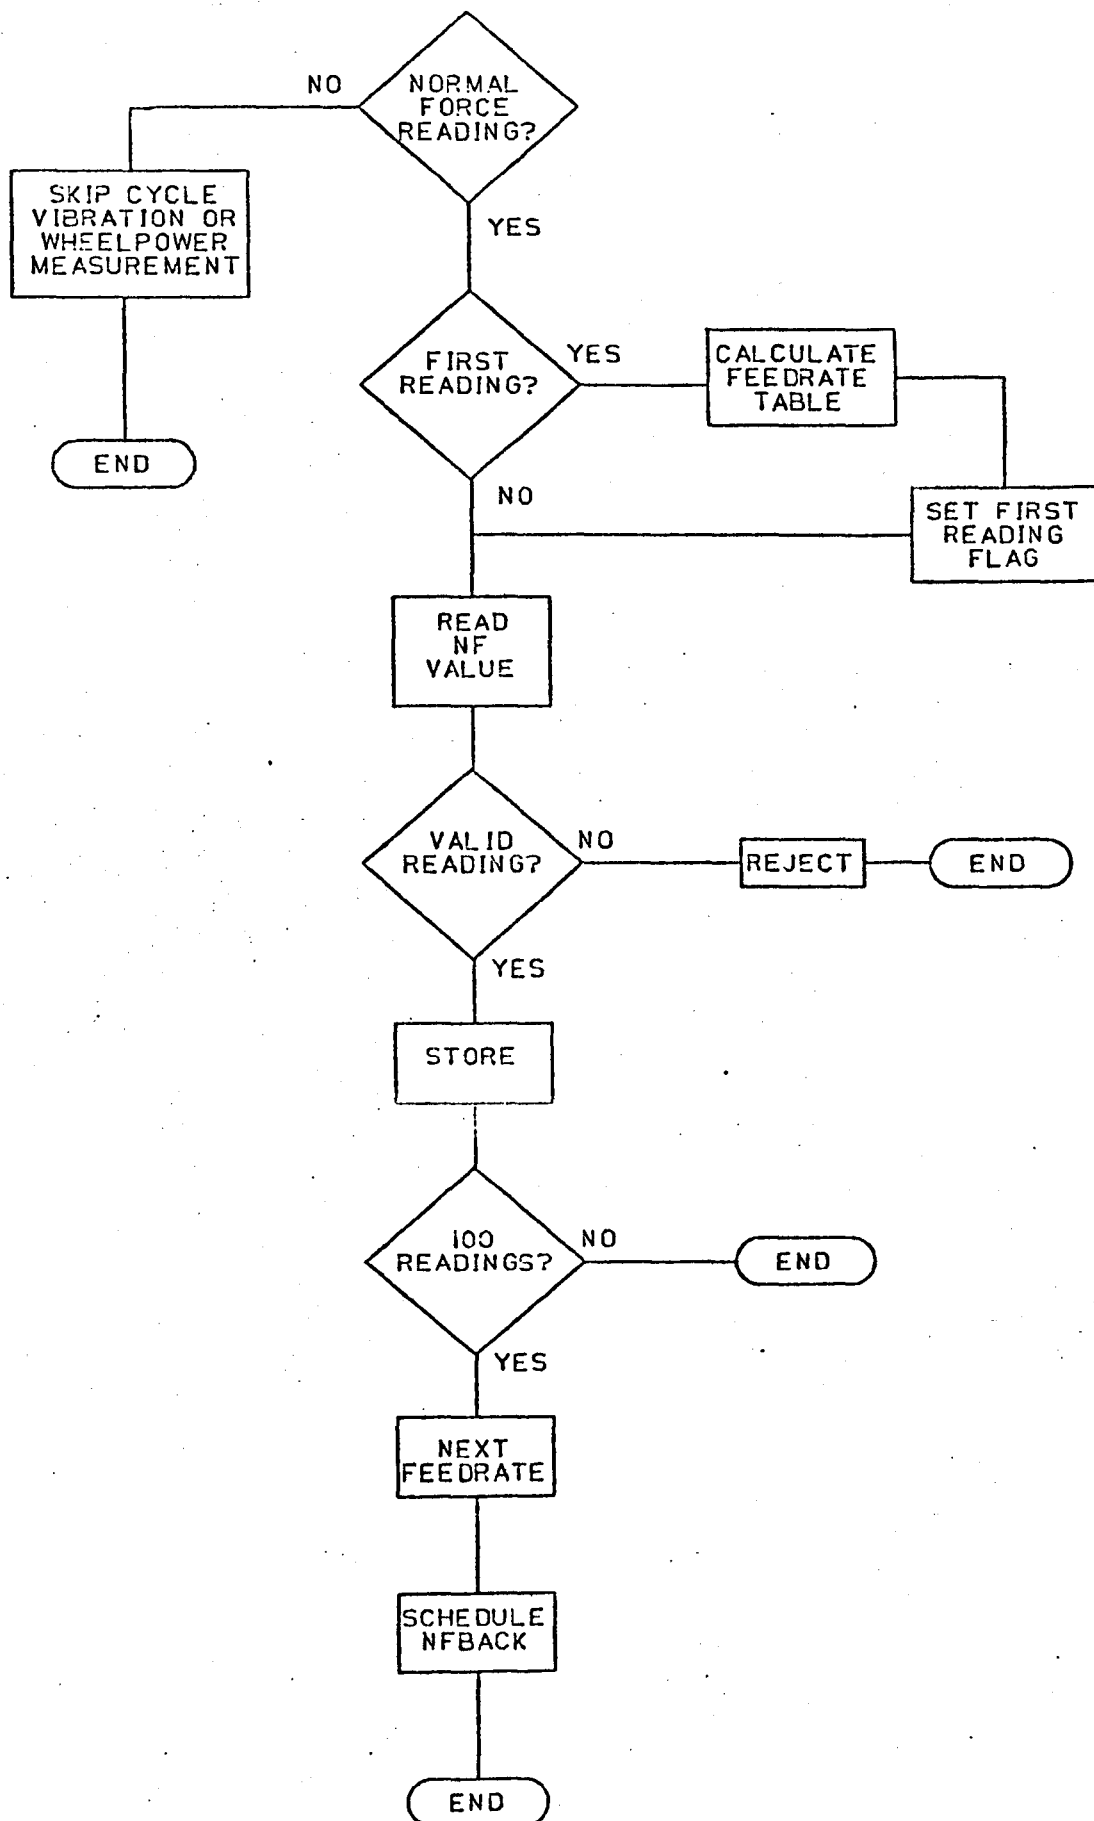 NO
NORMAL
FORCE
READING?
SKIP CYCLE
VIBRATION OR
WHEELPOWER
MEASUREMENT
YES
END
FIRST
READING?
YES
CALCULATE
FEEDRATE
TABLE
NO
SET FIRST
READING
FLAG
READ
NF
VALUE
VALID
READING?
NO
REJECT
END
YES
STORE
100
READINGS?
NO
END
YES
NEXT
FEEDRATE
SCHEDULE
NFBACK
END